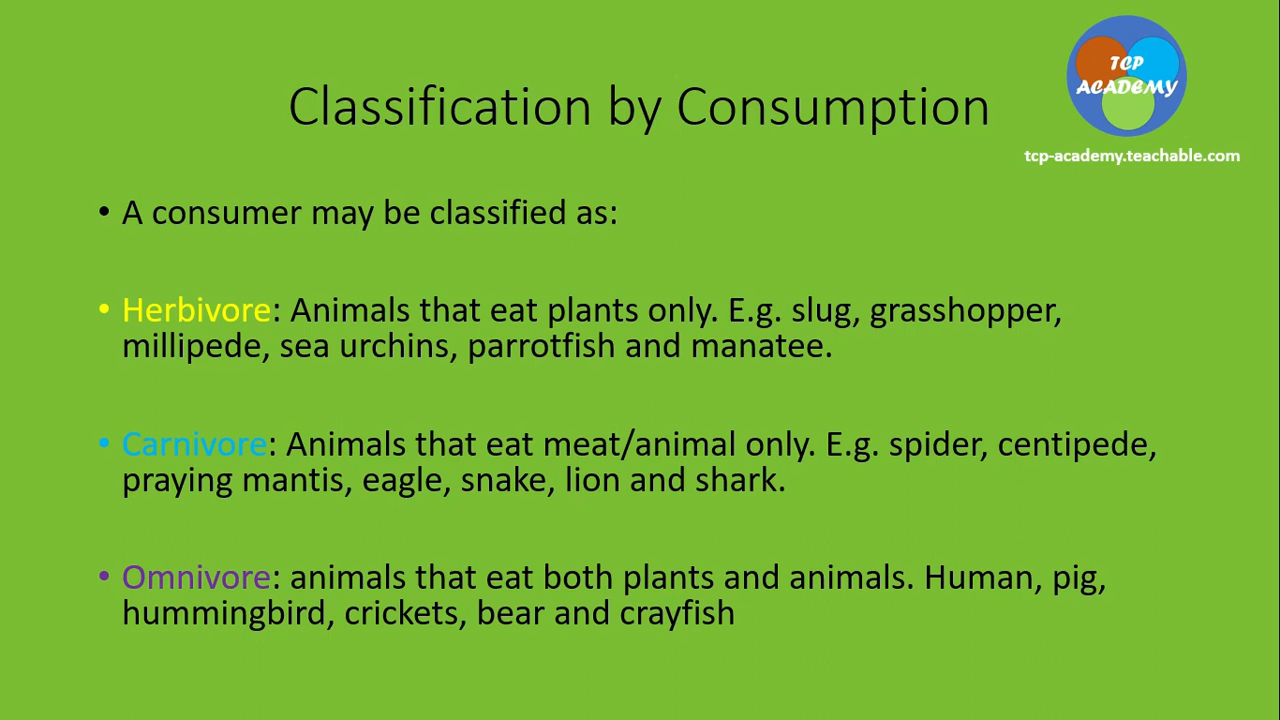 TCP
ACADEMY
tcp-academy.teachable.com
Classification by Consumption
• A consumer may be classified as:
• Herbivore: Animals that eat plants only. E.g. slug, grasshopper,
millipede, sea urchins, parrotfish and manatee.
• Carnivore: Animals that eat meat/animal only. E.g. spider, centipede,
praying mantis, eagle, snake, lion and shark.
• Omnivore: animals that eat both plants and animals. Human, pig,
hummingbird, crickets, bear and crayfish